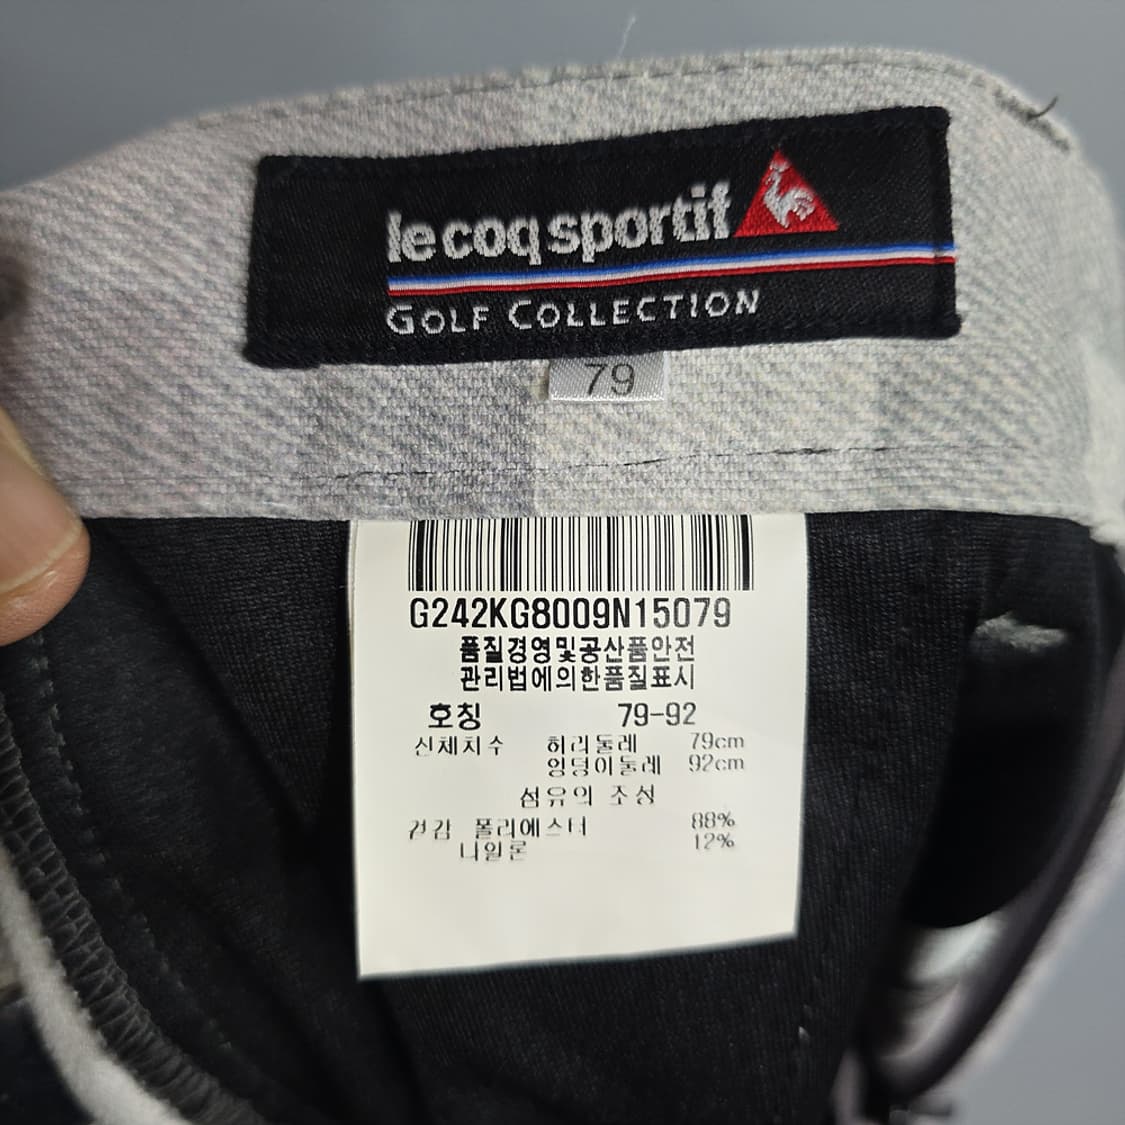 le coq sportif
GOLF COLLECTION
79
G242KG8009N15079
품질경영및공산품안전
관리법에의한품질표시
호칭 79-92
신체치수 허리둘레 79cm
엉덩이둘레 92cm
섬유의 조성
겉감 폴리에스터 88%
나일론 12%